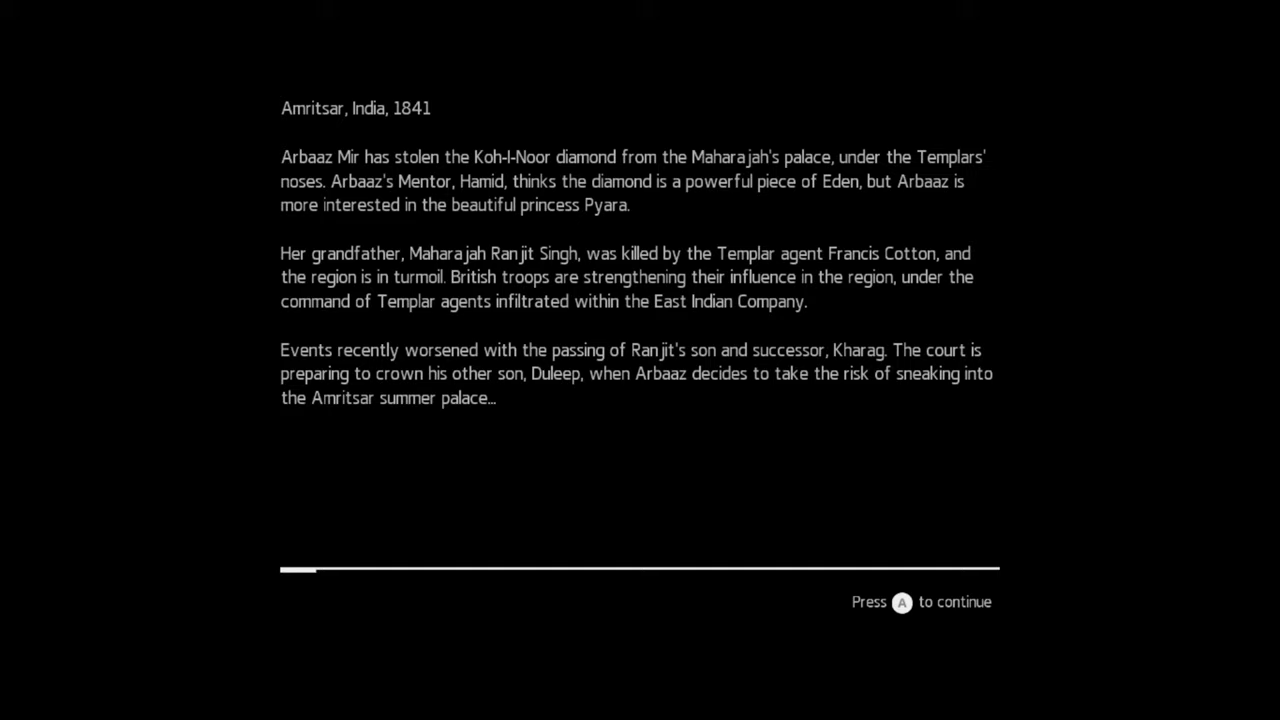 Amritsar, India, 1841
Arbaaz Mir has stolen the Koh-I-Noor diamond from the Maharajah's palace, under the Templars'
noses. Arbaaz's Mentor, Hamid, thinks the diamond is a powerful piece of Eden, but Arbaaz is
more interested in the beautiful princess Pyara.
Her grandfather, Maharajah Ranjit Singh, was killed by the Templar agent Francis Cotton, and
the region is in turmoil. British troops are strengthening their influence in the region, under the
command of Templar agents infiltrated within the East Indian Company.
Events recently worsened with the passing of Ranjit's son and successor, Kharag. The court is
preparing to crown his other son, Duleep, when Arbaaz decides to take the risk of sneaking into
the Amritsar summer palace...
Press A to continue